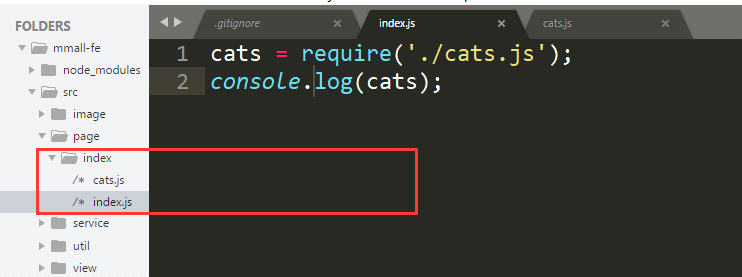 FOLDERS
mmall-fe
node_modules
src
image
page
index
/* cats.js
/* index.js
service
util
view
.gitignore × index.js × cats.js ×
1 cats = require('./cats.js');
2 console.log(cats);